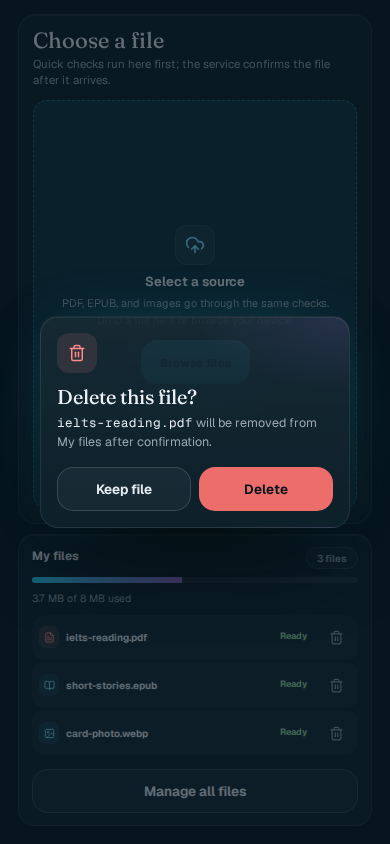 Choose a file
Quick checks run here first; the service confirms the file
after it arrives.
Select a source
PDF, EPUB, and images go through the same checks.
Browse files
Delete this file?
ielts-reading.pdf will be removed from
My files after confirmation.
Keep file
Delete
My files
3 files
3.7 MB of 8 MB used
ielts-reading.pdf
Ready
short-stories.epub
Ready
card-photo.webp
Ready
Manage all files